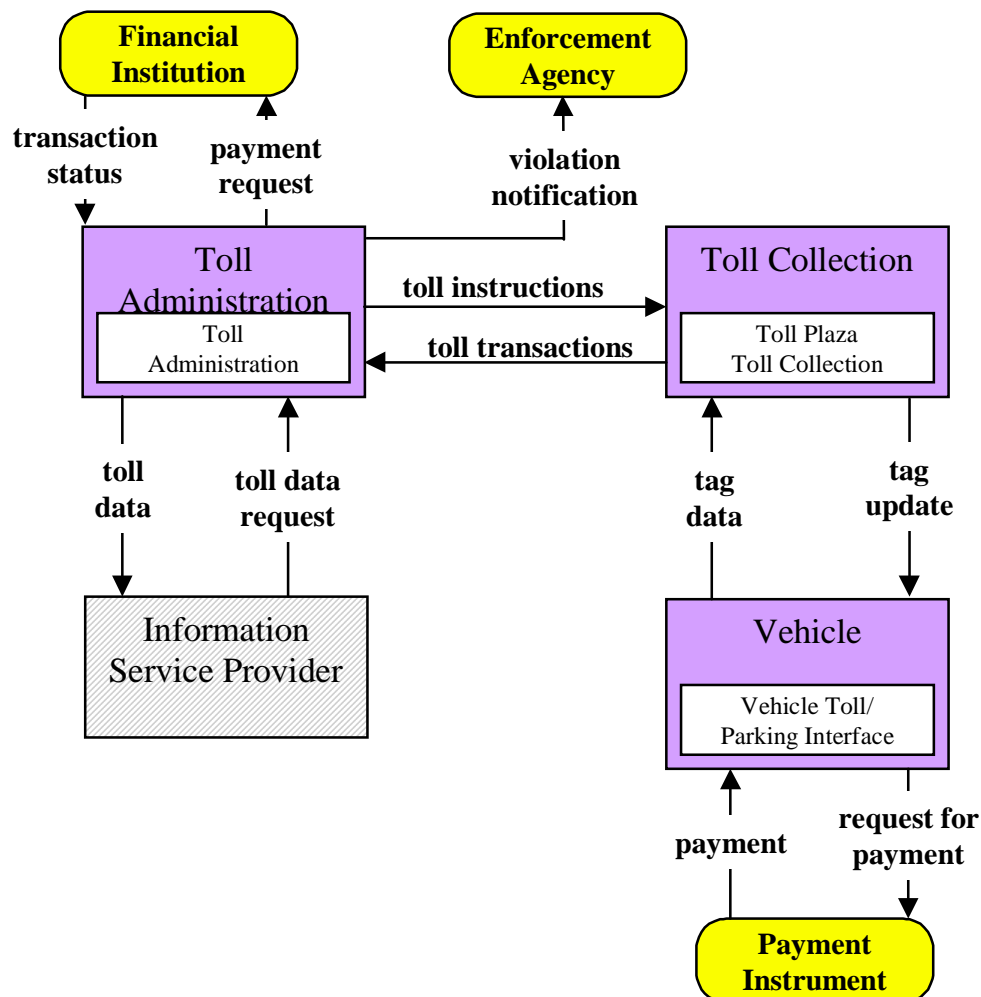 Financial
Institution
Enforcement
Agency
transaction
status
payment
request
violation
notification
Toll
Administration
Toll
Administration
toll instructions
toll transactions
Toll Collection
Toll Plaza
Toll Collection
toll
data
toll data
request
tag
data
tag
update
Information
Service Provider
Vehicle
Vehicle Toll/
Parking Interface
payment
request for
payment
Payment
Instrument